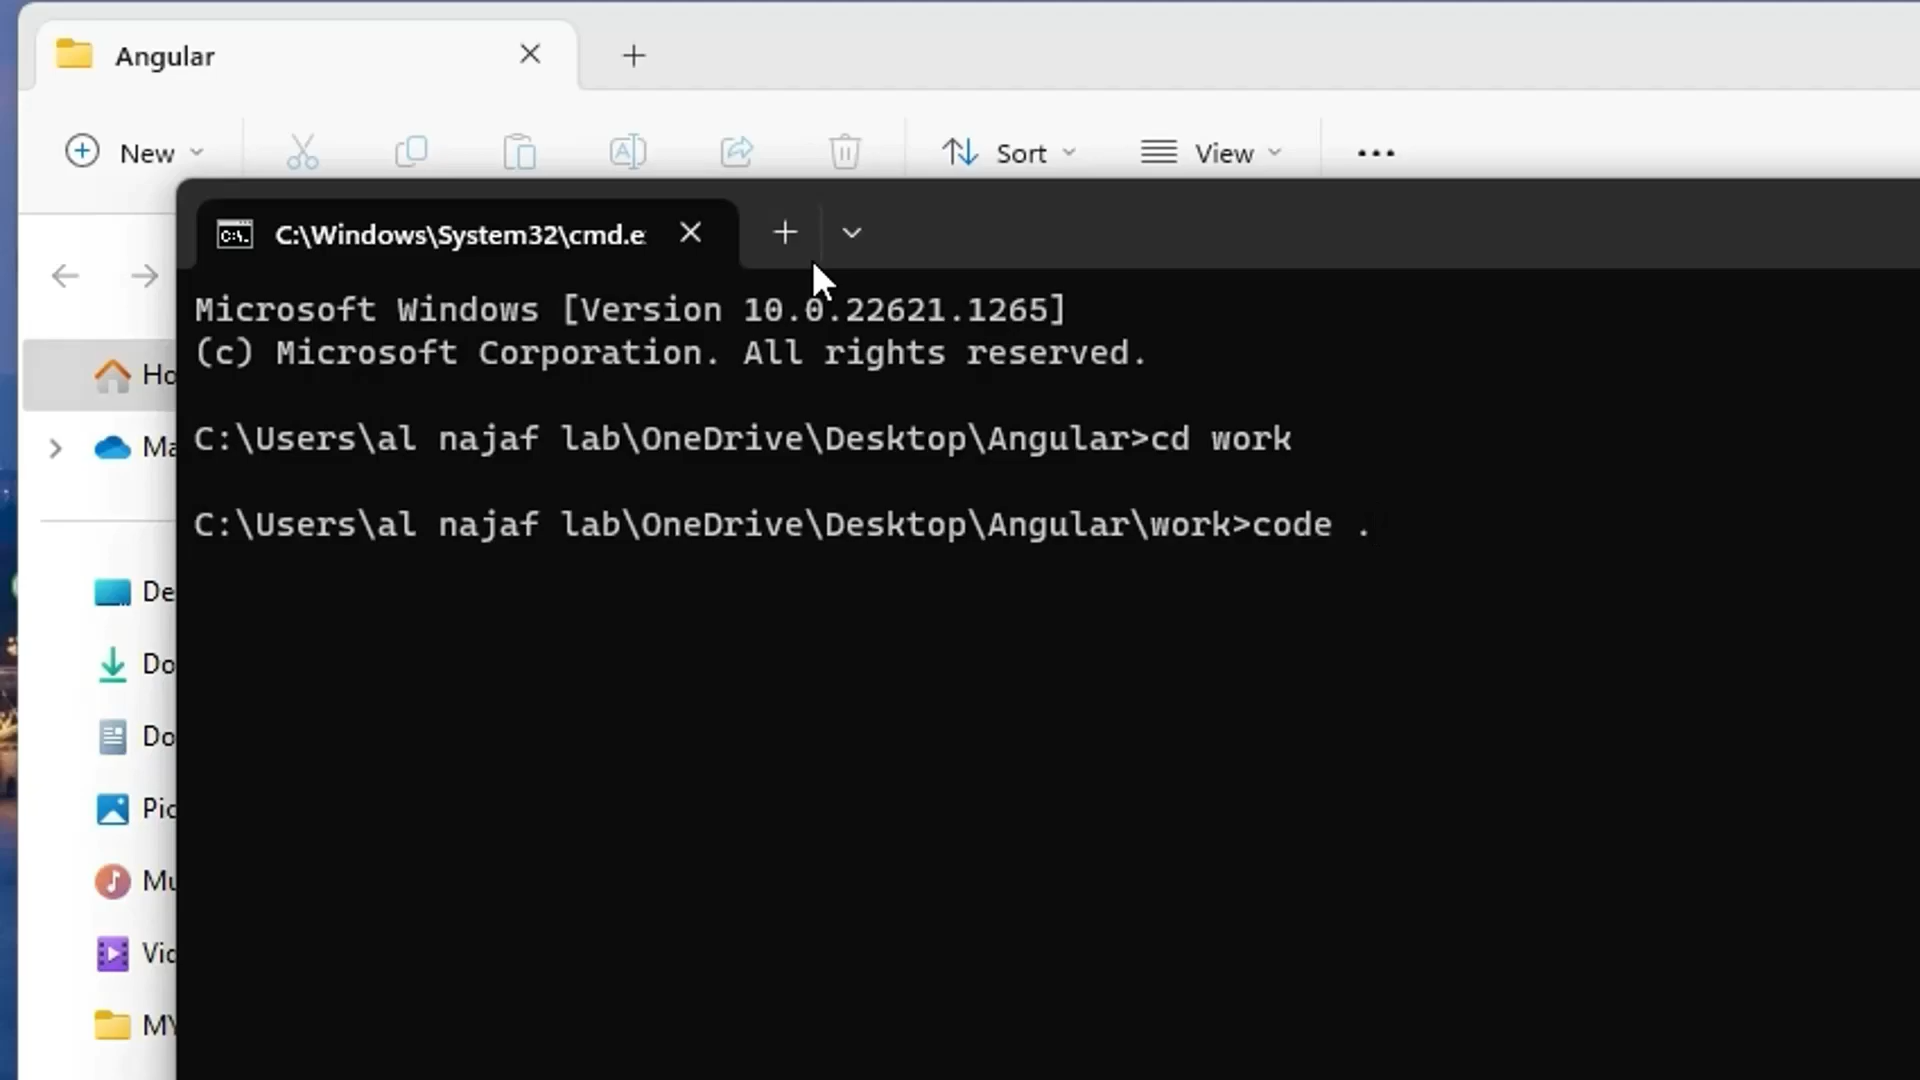 Angular
New
Sort
View
C:\Windows\System32\cmd.e
Microsoft Windows [Version 10.0.22621.1265]
(c) Microsoft Corporation. All rights reserved.
C:\Users\al najaf lab\OneDrive\Desktop\Angular>cd work
C:\Users\al najaf lab\OneDrive\Desktop\Angular\work>code .
Ho
Ma
De
Do
Do
Pic
Mu
Vid
MY